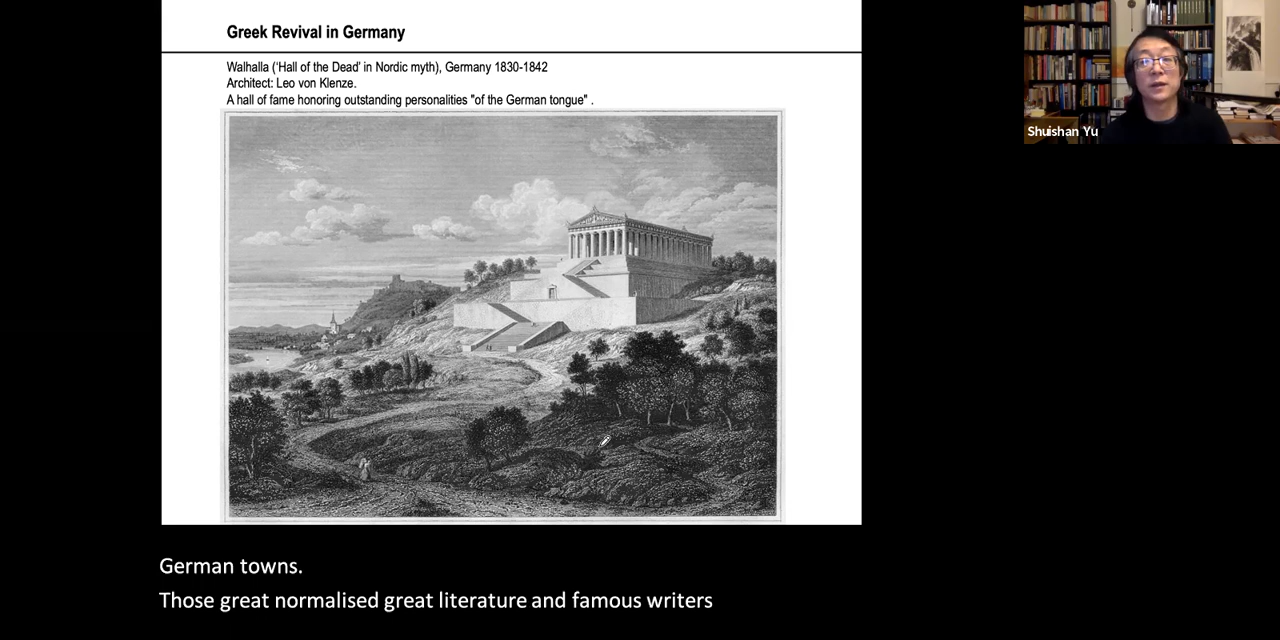 Greek Revival in Germany
Walhalla (‘Hall of the Dead’ in Nordic myth), Germany 1830-1842
Architect: Leo von Klenze.
A hall of fame honoring outstanding personalities "of the German tongue" .
Shuishan Yu
German towns.
Those great normalised great literature and famous writers